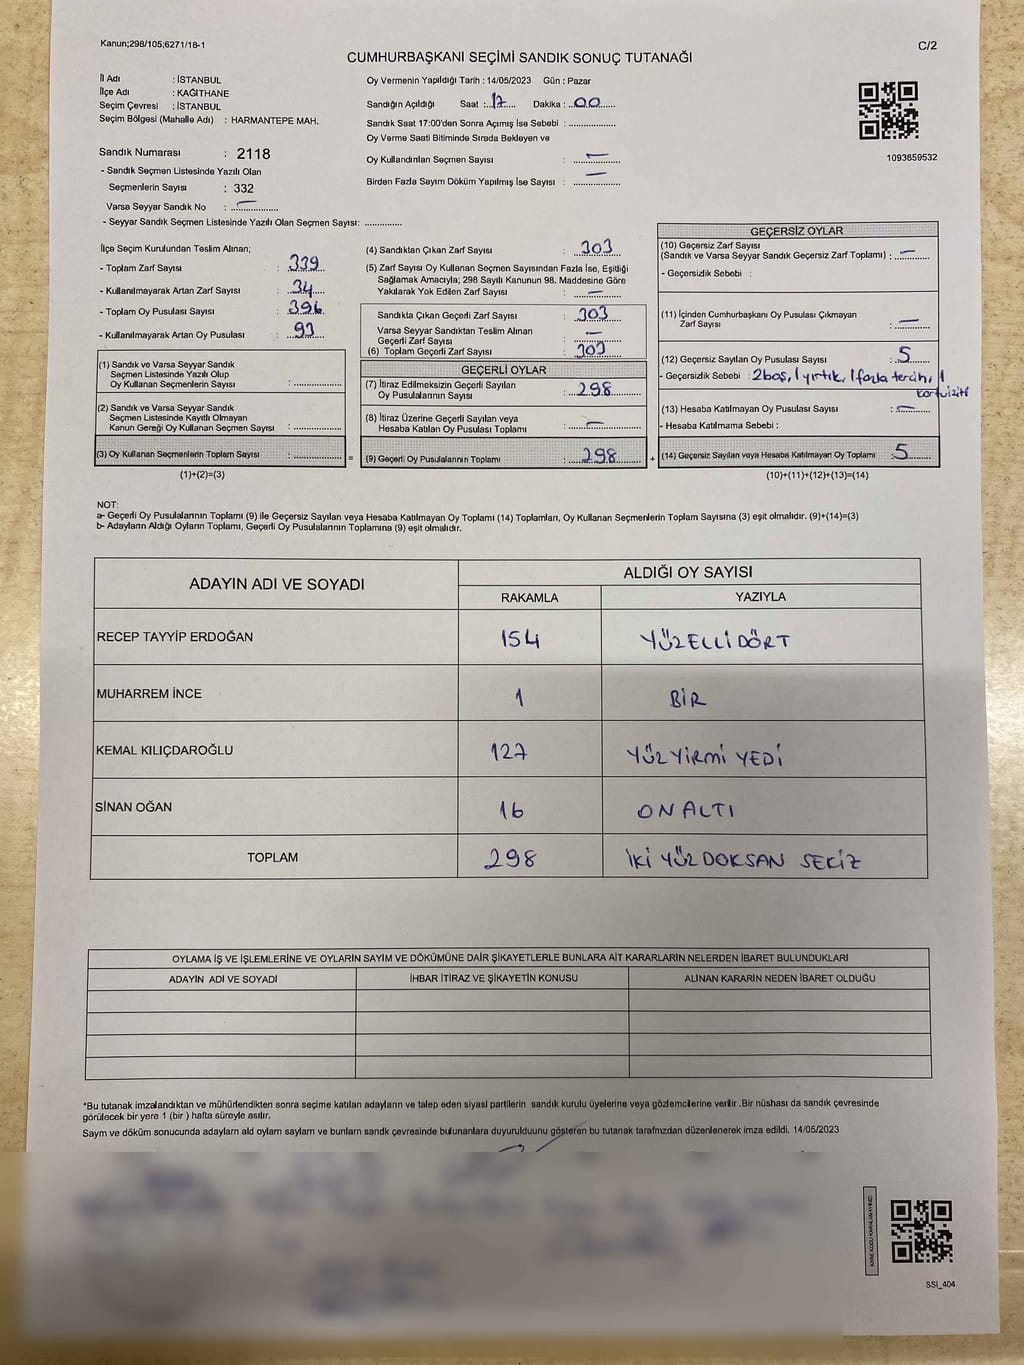 Kanun;298/105;6271/18-1
C/2
CUMHURBAŞKANI SEÇİMİ SANDIK SONUÇ TUTANAĞI
İl Adı : İSTANBUL
İlçe Adı : KAĞITHANE
Seçim Çevresi : İSTANBUL
Seçim Bölgesi (Mahalle Adı) : HARMANTEPE MAH.
Sandık Numarası : 2118
- Sandık Seçmen Listesinde Yazılı Olan
Seçmenlerin Sayısı : 332
Varsa Seyyar Sandık No : —
- Seyyar Sandık Seçmen Listesinde Yazılı Olan Seçmen Sayısı: ..............
Oy Vermenin Yapıldığı Tarih : 14/05/2023 Gün : Pazar
Sandığın Açıldığı Saat : 17 Dakika : 00
Sandık Saat 17:00'den Sonra Açımış İse Sebebi : ..................
Oy Verme Saati Bitiminde Sırada Bekleyen ve
Oy Kullandırılan Seçmen Sayısı : —
Birden Fazla Sayım Döküm Yapılmış İse Sayısı : —
1093659532
İlçe Seçim Kurulundan Teslim Alınan;
- Toplam Zarf Sayısı : 339
- Kullanılmayarak Artan Zarf Sayısı : 34
- Toplam Oy Pusulası Sayısı : 396
- Kullanılmayarak Artan Oy Pusulası : 93
(1) Sandık ve Varsa Seyyar Sandık
Seçmen Listesinde Yazılı Olup
Oy Kullanan Seçmenlerin Sayısı : ..............
(2) Sandık ve Varsa Seyyar Sandık
Seçmen Listesinde Kayıtlı Olmayan
Kanun Gereği Oy Kullanan Seçmen Sayısı : ..............
(3) Oy Kullanan Seçmenlerin Toplam Sayısı : ..............
(1)+(2)=(3)
(4) Sandıktan Çıkan Zarf Sayısı : 303
(5) Zarf Sayısı Oy Kullanan Seçmen Sayısından Fazla İse, Eşitliği
Sağlamak Amacıyla; 298 Sayılı Kanunun 98. Maddesine Göre
Yakılarak Yok Edilen Zarf Sayısı : —
Sandıkla Çıkan Geçerli Zarf Sayısı : 303
Varsa Seyyar Sandıktan Teslim Alınan
Geçerli Zarf Sayısı : —
(6) Toplam Geçerli Zarf Sayısı : 303
GEÇERLİ OYLAR
(7) İtiraz Edilmeksizin Geçerli Sayılan
Oy Pusulalarının Sayısı : 298
(8) İtiraz Üzerine Geçerli Sayılan veya
Hesaba Katılan Oy Pusulası Toplamı : —
= (9) Geçerli Oy Pusulalarının Toplamı : 298 +
GEÇERSİZ OYLAR
(10) Geçersiz Zarf Sayısı
(Sandık ve Varsa Seyyar Sandık Geçersiz Zarf Toplamı) : —
- Geçersizlik Sebebi :
(11) İçinden Cumhurbaşkanı Oy Pusulası Çıkmayan
Zarf Sayısı : —
(12) Geçersiz Sayılan Oy Pusulası Sayısı : 5
- Geçersizlik Sebebi : 2 boş, 1 yırtık, 1 fazla tercih, 1
(13) Hesaba Katılmayan Oy Pusulası Sayısı : —
- Hesaba Katılmama Sebebi :
(14) Geçersiz Sayılan veya Hesaba Katılmayan Oy Toplamı : 5
(10)+(11)+(12)+(13)=(14)
NOT:
a- Geçerli Oy Pusulalarının Toplamı (9) ile Geçersiz Sayılan veya Hesaba Katılmayan Oy Toplamı (14) Toplamları, Oy Kullanan Seçmenlerin Toplam Sayısına (3) eşit olmalıdır. (9)+(14)=(3)
b- Adayların Aldığı Oyların Toplamı, Geçerli Oy Pusulalarının Toplamına (9) eşit olmalıdır.
ADAYIN ADI VE SOYADI ALDIĞI OY SAYISI
RAKAMLA YAZIYLA
RECEP TAYYİP ERDOĞAN 154 YÜZELLİDÖRT
MUHARREM İNCE 1 BİR
KEMAL KILIÇDAROĞLU 127 YÜZ YİRMİ YEDİ
SİNAN OĞAN 16 ON ALTI
TOPLAM 298 İKİ YÜZ DOKSAN SEKİZ
OYLAMA İŞ VE İŞLEMLERİNE VE OYLARIN SAYIM VE DÖKÜMÜNE DAİR ŞİKAYETLERLE BUNLARA AİT KARARLARIN NELERDEN İBARET BULUNDUKLARI
ADAYIN ADI VE SOYADI İHBAR İTİRAZ VE ŞİKAYETİN KONUSU ALINAN KARARIN NEDEN İBARET OLDUĞU
*Bu tutanak imzalandıktan ve mühürlendikten sonra seçime katılan adayların ve talep eden siyasi partilerin sandık kurulu üyelerine veya gözlemcilerine verilir .Bir nüshası da sandık çevresinde
görülecek bir yere 1 (bir ) hafta süreyle asılır.
Sayım ve döküm sonucunda adayların ald oyların sayılam ve bunların sandk çevresinde bulunanlara duyurulduunu gösteren bu tutanak tarafmzdan düzenlenerek imza edildi. 14/05/2023
SSI_404